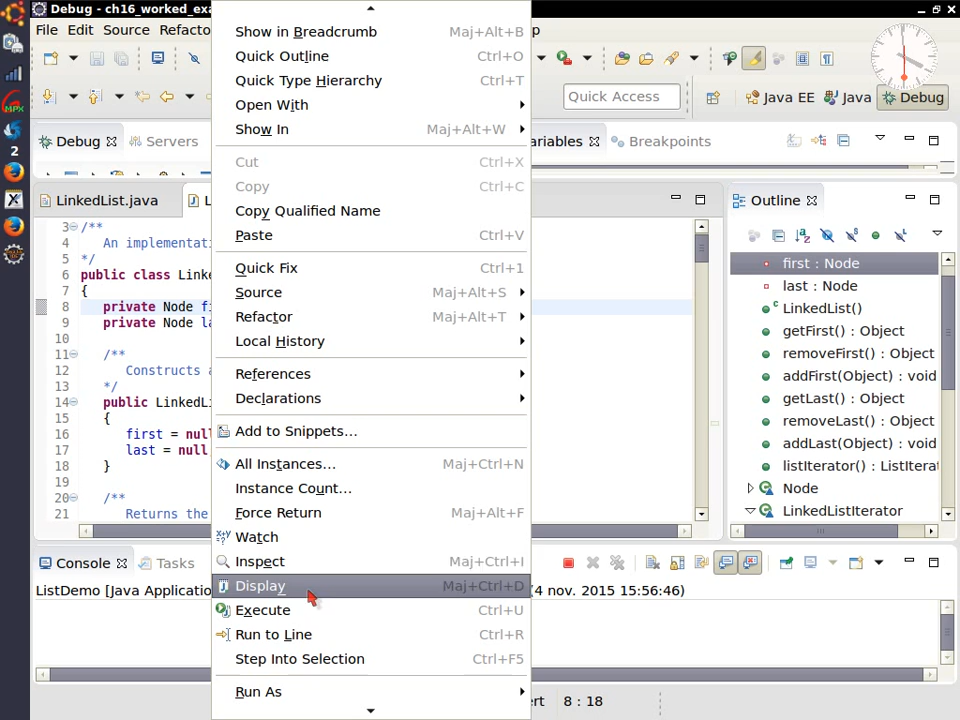 Debug - ch16_worked_exa
File Edit Source Refacto
p
Quick Access
Java EE
Java
Debug
2
Debug
Servers
ariables
Breakpoints
LinkedList.java
L
3 /**
4 An implementati
5 */
6 public class Linke
7 {
8 private Node fi
9 private Node la
10
11 /**
12 Constructs a
13 */
14 public LinkedLi
15 {
16 first = null
17 last = null;
18 }
19
20 /**
21 Returns the
Show in Breadcrumb Maj+Alt+B
Quick Outline Ctrl+O
Quick Type Hierarchy Ctrl+T
Open With
Show In Maj+Alt+W
Cut Ctrl+X
Copy Ctrl+C
Copy Qualified Name
Paste Ctrl+V
Quick Fix Ctrl+1
Source Maj+Alt+S
Refactor Maj+Alt+T
Local History
References
Declarations
Add to Snippets...
All Instances... Maj+Ctrl+N
Instance Count...
Force Return Maj+Alt+F
Watch
Inspect Maj+Ctrl+I
Display Maj+Ctrl+D
Execute Ctrl+U
Run to Line Ctrl+R
Step Into Selection Ctrl+F5
Run As
Outline
first : Node
last : Node
LinkedList()
getFirst() : Object
removeFirst() : Object
addFirst(Object) : void
getLast() : Object
removeLast() : Object
addLast(Object) : void
listIterator() : ListItera
Node
LinkedListIterator
Console
Tasks
ListDemo [Java Applicatio
(4 nov. 2015 15:56:46)
ert
8 : 18